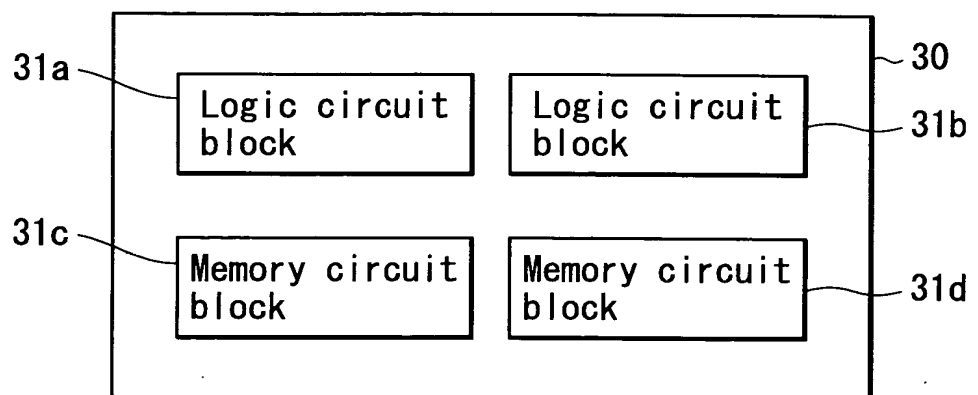 31a
30
Logic circuit
block
Logic circuit
block
31b
31c
Memory circuit
block
Memory circuit
block
31d